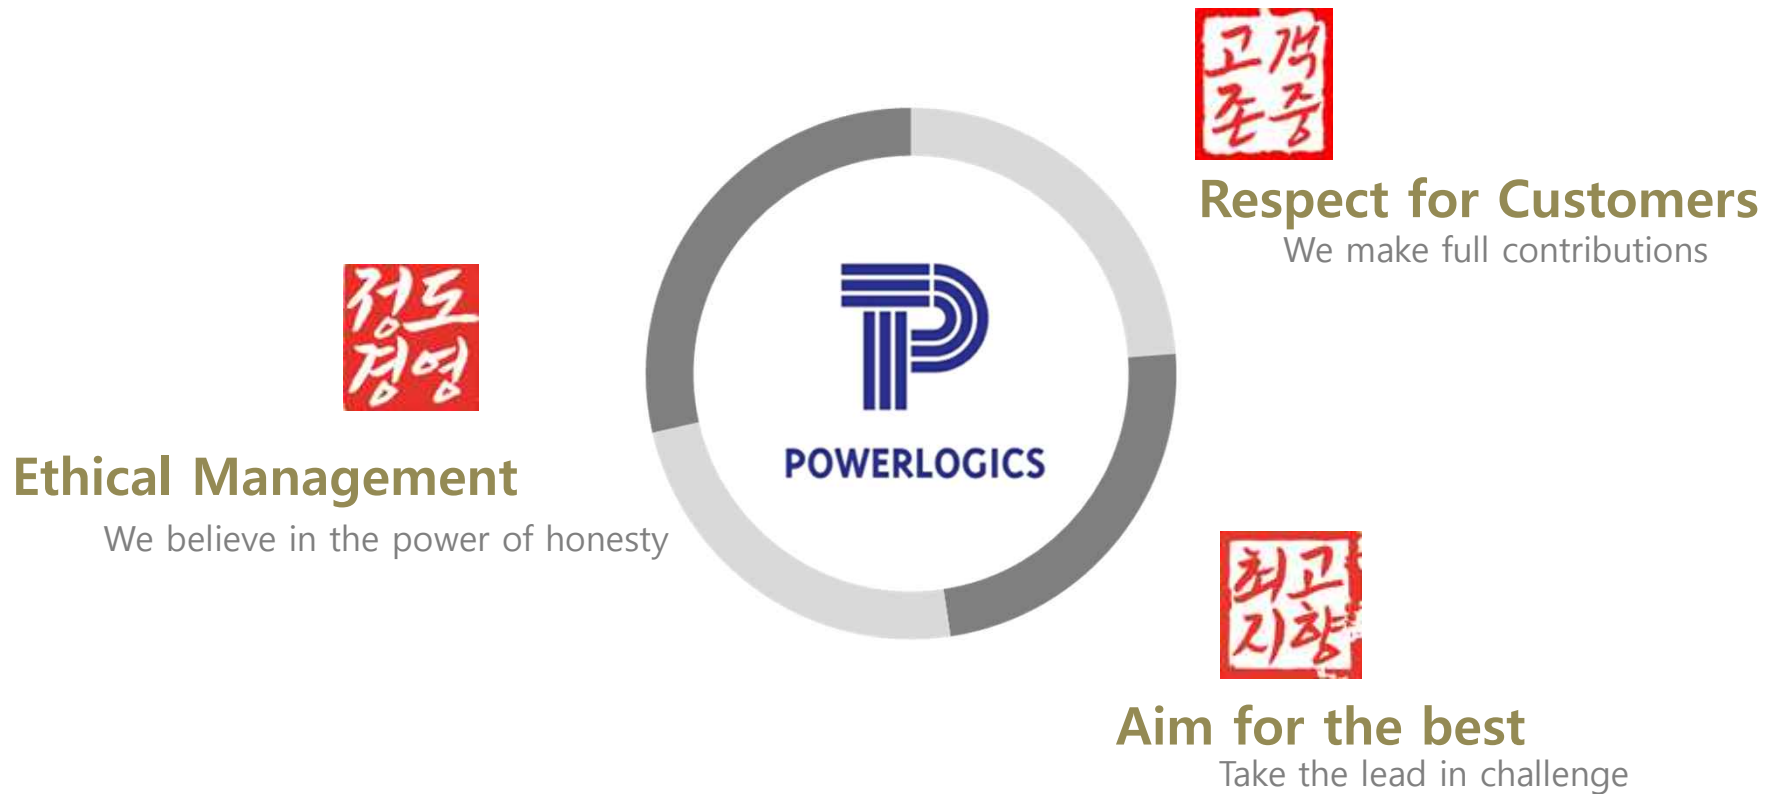 고객
존중
Respect for Customers
We make full contributions
정도
경영
Ethical Management
We believe in the power of honesty
POWERLOGICS
최고
지향
Aim for the best
Take the lead in challenge